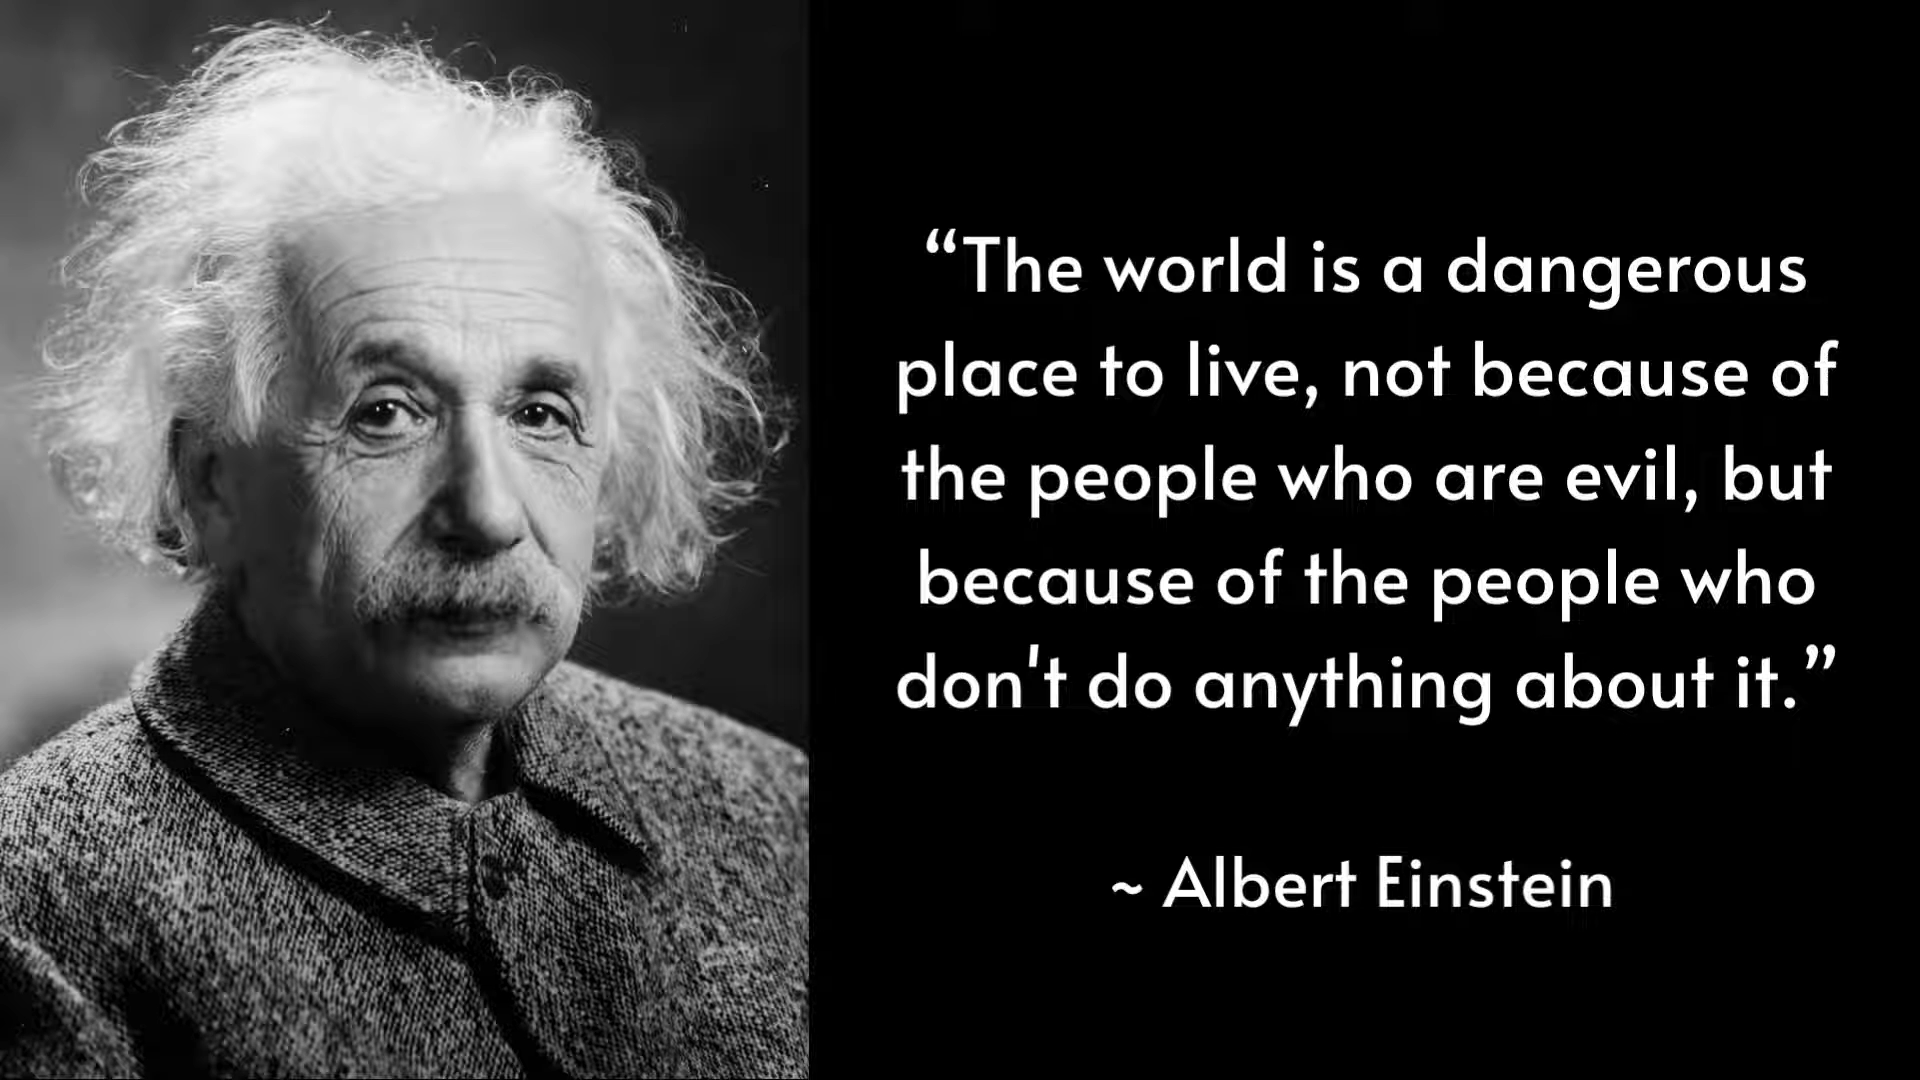 “The world is a dangerous
place to live, not because of
the people who are evil, but
because of the people who
don't do anything about it.”
~ Albert Einstein